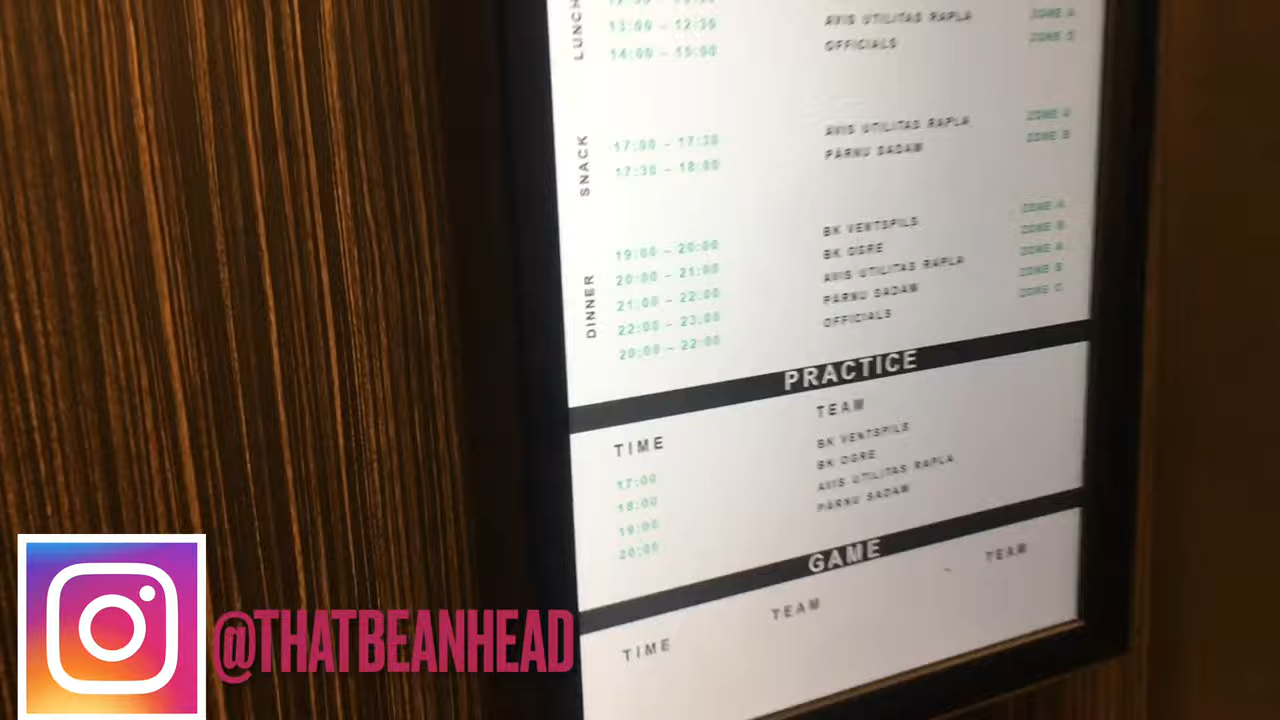 LUNCH
13:00 - 12:30 AVIS UTILITAS RAPLA ZONE A
14:00 - 15:00 OFFICIALS ZONE C
SNACK
17:00 - 17:30 AVIS UTILITAS RAPLA ZONE A
17:30 - 18:00 PÄRNU SADAM ZONE B
DINNER
19:00 - 20:00 BK VENTSPILS ZONE A
20:00 - 21:00 BK OGRE ZONE B
21:00 - 22:00 AVIS UTILITAS RAPLA ZONE A
22:00 - 23.00 PÄRNU SADAM ZONE B
20:00 - 22:00 OFFICIALS ZONE C
PRACTICE
TIME TEAM
17:00 BK VENTSPILS
18:00 BK OGRE
19:00 AVIS UTILITAS RAPLA
20:00 PÄRNU SADAM
GAME
TIME TEAM TEAM
@THATBEANHEAD